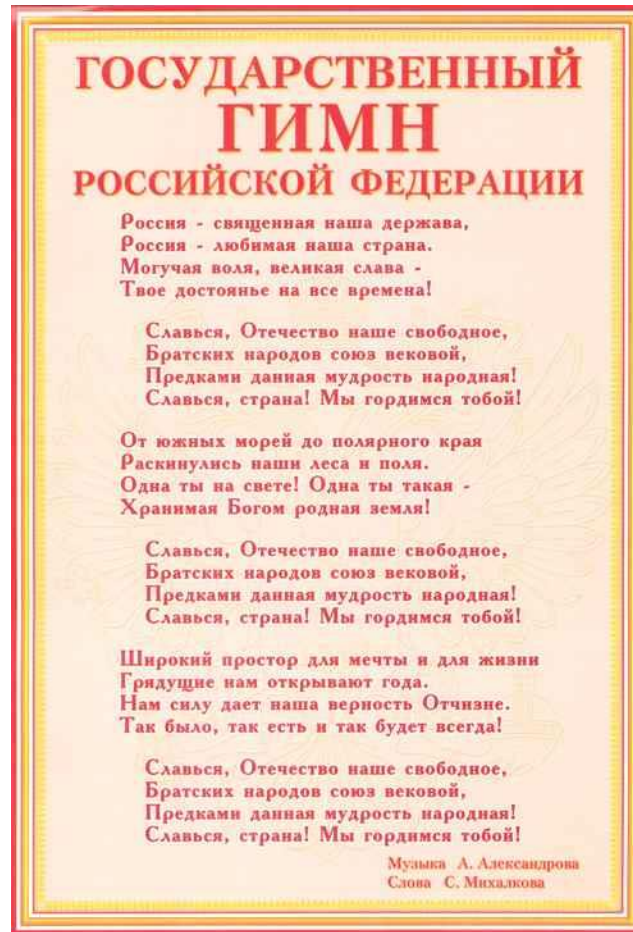 ГОСУДАРСТВЕННЫЙ
ГИМН
РОССИЙСКОЙ ФЕДЕРАЦИИ
Россия - священная наша держава,
Россия - любимая наша страна.
Могучая воля, великая слава -
Твое достоянье на все времена!
Славься, Отечество наше свободное,
Братских народов союз вековой,
Предками данная мудрость народная!
Славься, страна! Мы гордимся тобой!
От южных морей до полярного края
Раскинулись наши леса и поля.
Одна ты на свете! Одна ты такая -
Хранимая Богом родная земля!
Славься, Отечество наше свободное,
Братских народов союз вековой,
Предками данная мудрость народная!
Славься, страна! Мы гордимся тобой!
Широкий простор для мечты и для жизни
Грядущие нам открывают года.
Нам силу дает наша верность Отчизне.
Так было, так есть и так будет всегда!
Славься, Отечество наше свободное,
Братских народов союз вековой,
Предками данная мудрость народная!
Славься, страна! Мы гордимся тобой!
Музыка А. Александрова
Слова С. Михалкова